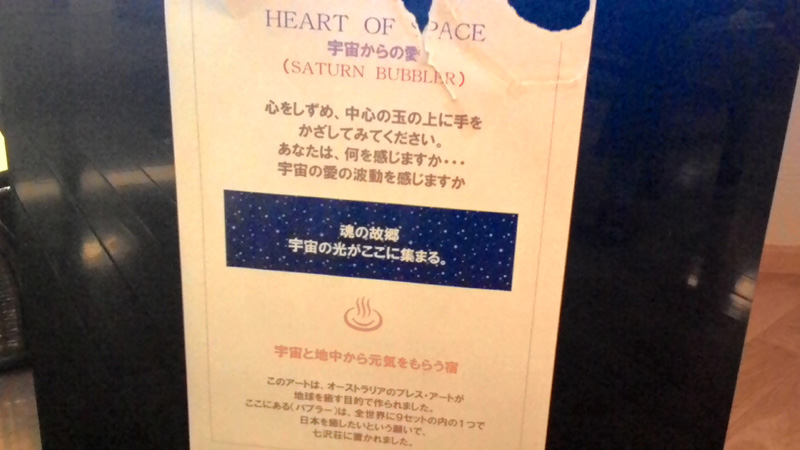 HEART OF SPACE
宇宙からの愛
(SATURN BUBBLER)
心をしずめ、中心の玉の上に手を
かざしてみてください。
あなたは、何を感じますか・・・
宇宙の愛の波動を感じますか
魂の故郷
宇宙の光がここに集まる。
宇宙と地中から元気をもらう宿
このアートは、オーストラリアのブレス・アートが
地球を癒す目的で作られました。
ここにある(バブラー)は、全世界に9セットの内の1つで
日本を癒したいという願いで、
七沢荘に置かれました。